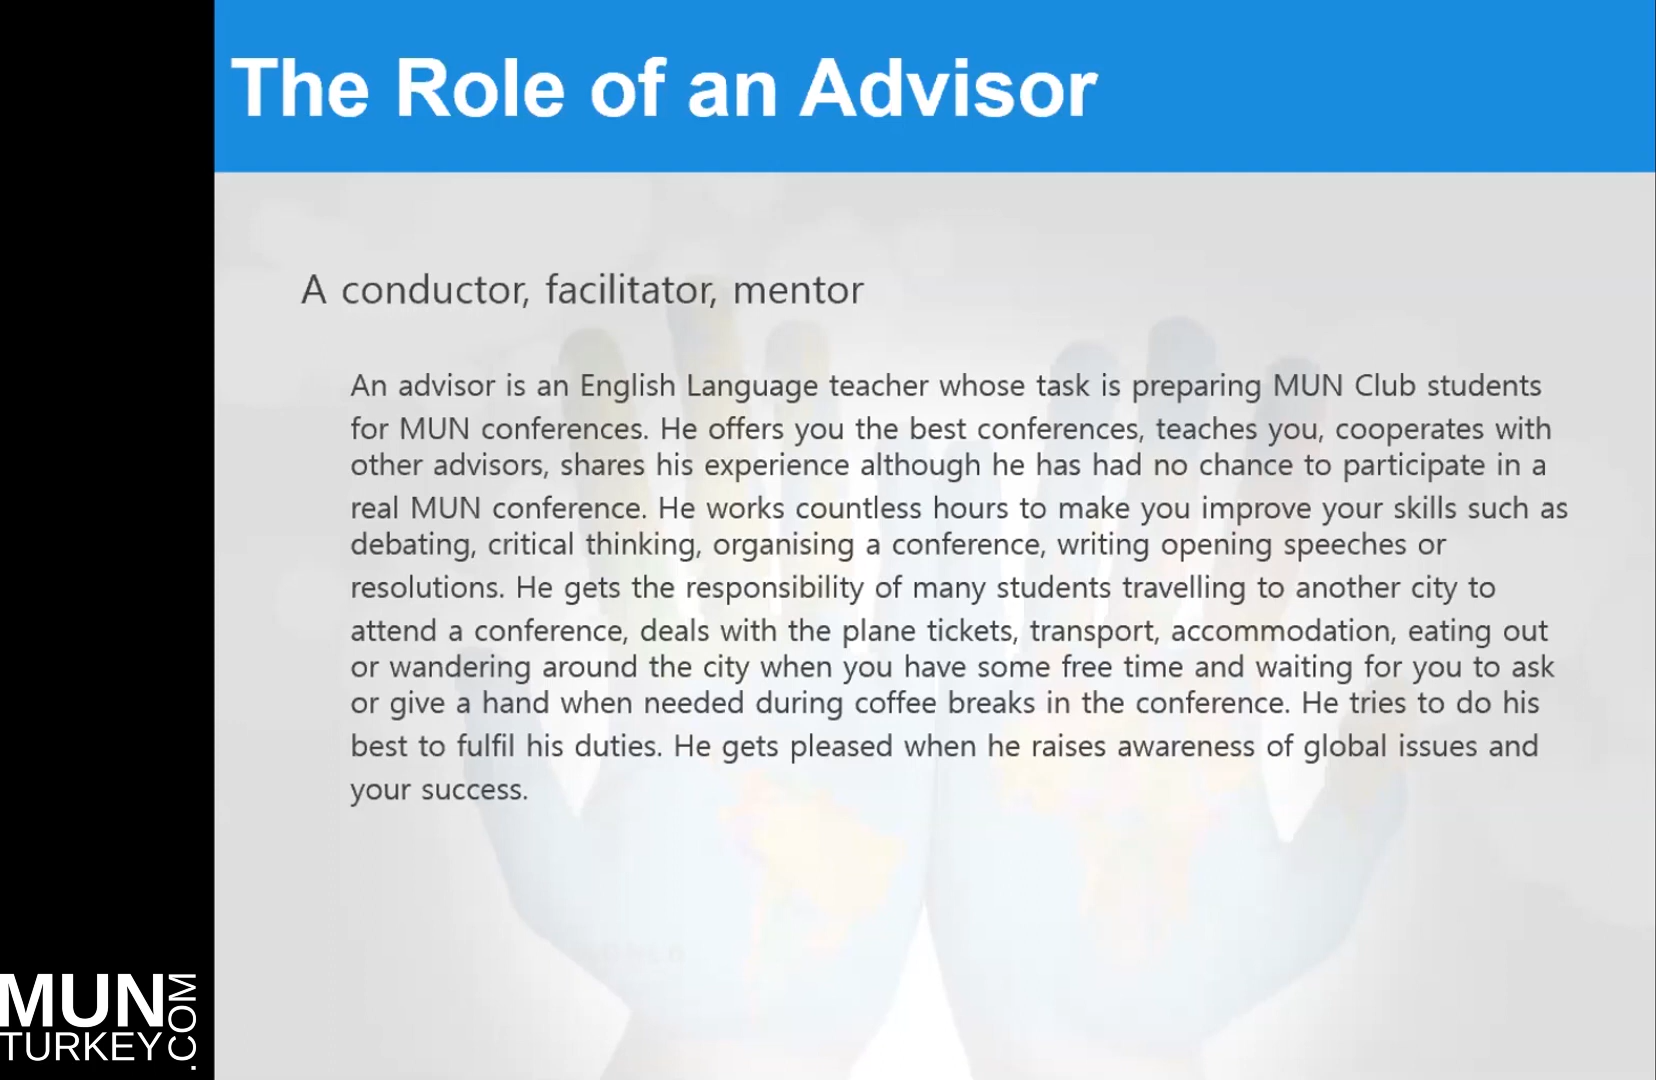 The Role of an Advisor
A conductor, facilitator, mentor
An advisor is an English Language teacher whose task is preparing MUN Club students
for MUN conferences. He offers you the best conferences, teaches you, cooperates with
other advisors, shares his experience although he has had no chance to participate in a
real MUN conference. He works countless hours to make you improve your skills such as
debating, critical thinking, organising a conference, writing opening speeches or
resolutions. He gets the responsibility of many students travelling to another city to
attend a conference, deals with the plane tickets, transport, accommodation, eating out
or wandering around the city when you have some free time and waiting for you to ask
or give a hand when needed during coffee breaks in the conference. He tries to do his
best to fulfil his duties. He gets pleased when he raises awareness of global issues and
your success.
MUN
TURKEY
.COM